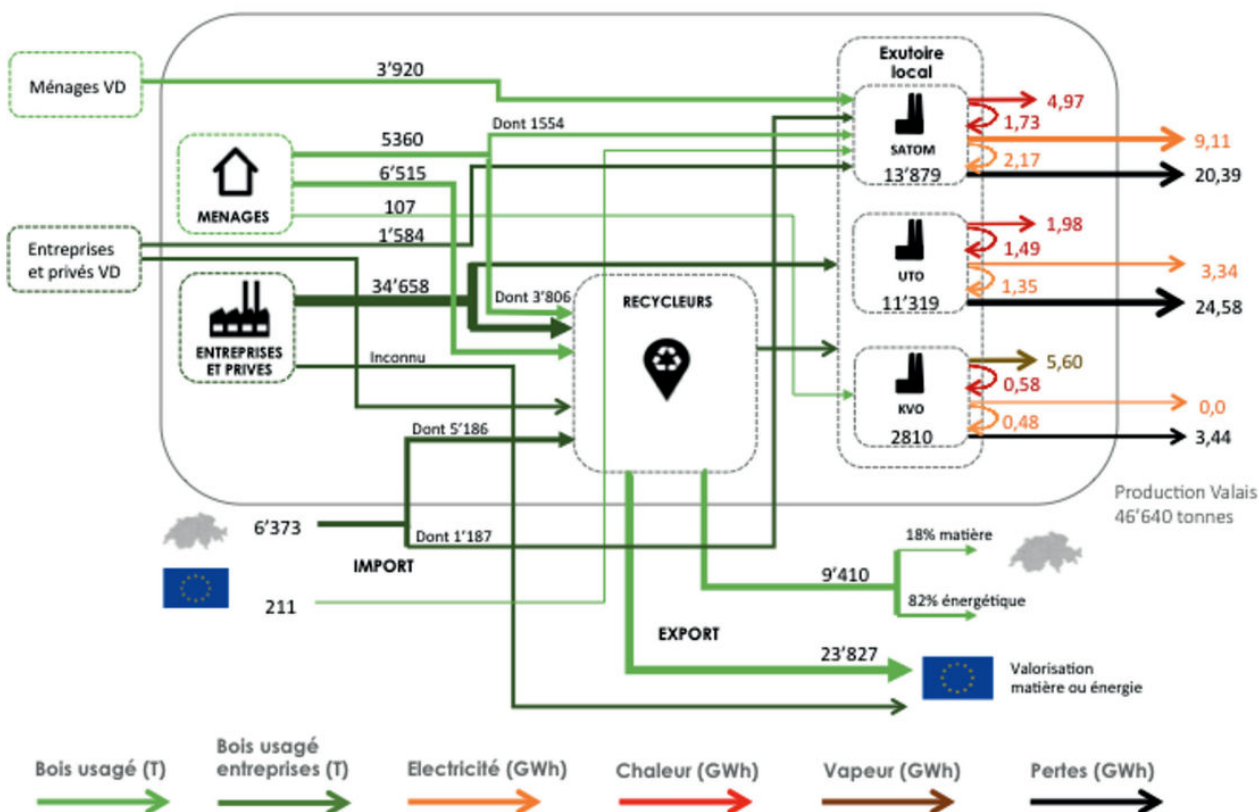 Exutoire
local
Ménages VD
3’920
4,97
1,73
Dont 1554
5360
SATOM
13’879
9,11
2,17
20,39
6’515
MENAGES
107
1’584
Entreprises
et privés VD
1,98
1,49
UTO
11’319
3,34
1,35
24,58
34’658
Dont 3’806
RECYCLEURS
ENTREPRISES
ET PRIVES
Inconnu
5,60
0,58
KVO
2810
0,0
0,48
3,44
Dont 5’186
Production Valais
46’640 tonnes
6’373
Dont 1’187
IMPORT
18% matière
9’410
82% énergétique
211
EXPORT
23’827
Valorisation
matière ou énergie
Bois usagé (T)
Bois usagé
entreprises (T)
Electricité (GWh)
Chaleur (GWh)
Vapeur (GWh)
Pertes (GWh)